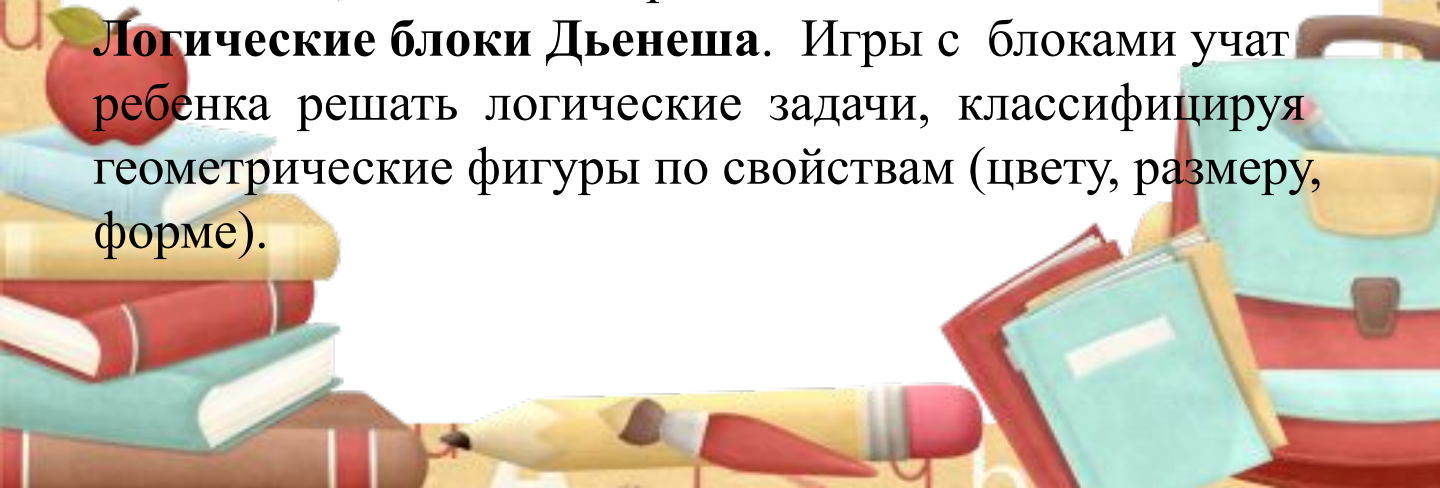 Логические блоки Дьенеша. Игры с блоками учат
ребенка решать логические задачи, классифицируя
геометрические фигуры по свойствам (цвету, размеру,
форме).